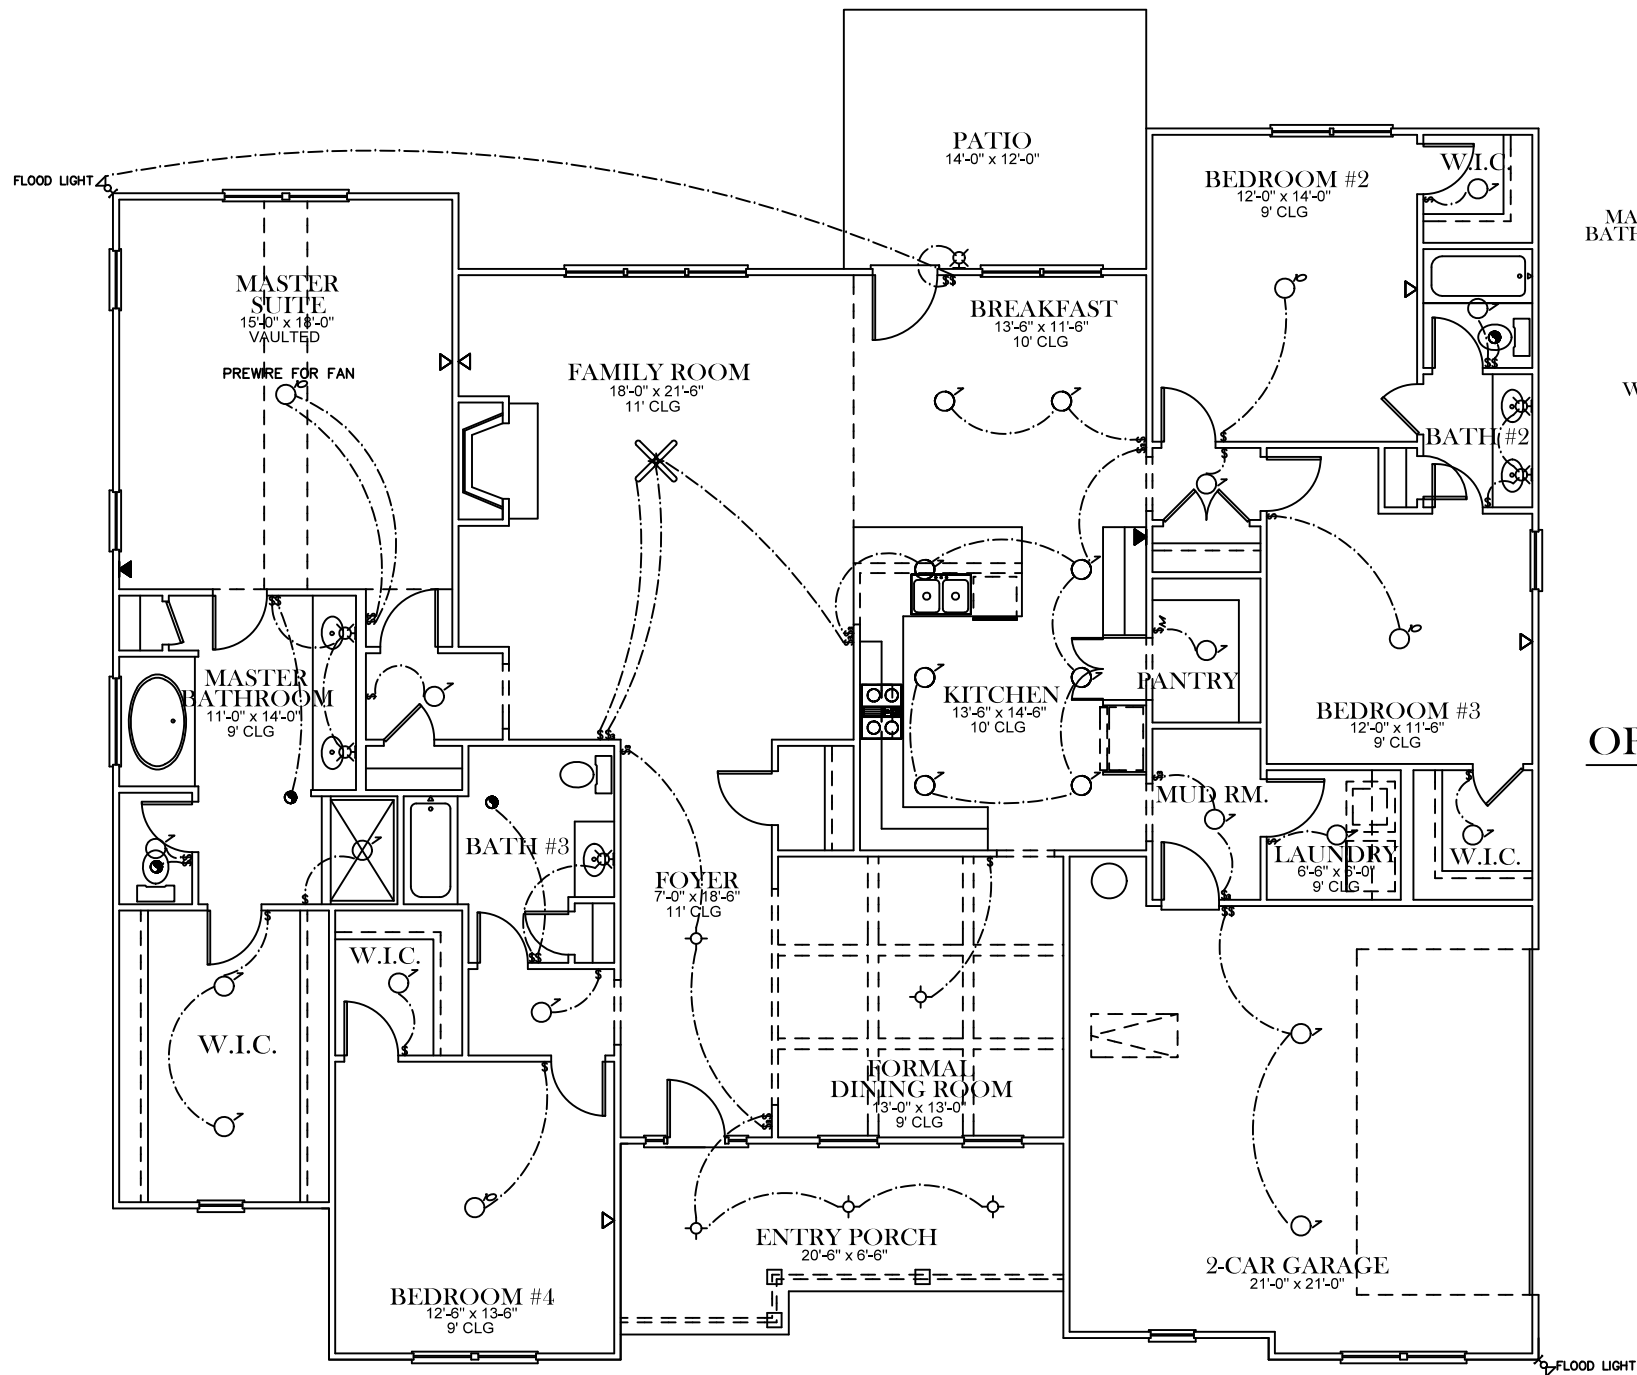 PATIO
14'-0" x 12'-0"
FLOOD LIGHT
BEDROOM #2
12'-0" x 14'-0"
9' CLG
W.I.C.
MASTER
SUITE
15'-0" x 18'-0"
VAULTED
PREWIRE FOR FAN
FAMILY ROOM
18'-0" x 21'-6"
11' CLG
BREAKFAST
13'-6" x 11'-6"
10' CLG
BATH #2
MASTER
BATHROOM
11'-0" x 14'-0"
9' CLG
KITCHEN
13'-6" x 14'-6"
10' CLG
PANTRY
BEDROOM #3
12'-0" x 11'-6"
9' CLG
MUD RM.
BATH #3
LAUNDRY
6'-6" x 6'-0"
9' CLG
W.I.C.
FOYER
7'-0" x 18'-6"
11' CLG
W.I.C.
W.I.C.
FORMAL
DINING ROOM
13'-0" x 13'-0"
9' CLG
ENTRY PORCH
20'-6" x 6'-6"
2-CAR GARAGE
21'-0" x 21'-0"
BEDROOM #4
12'-6" x 13'-6"
9' CLG
FLOOD LIGHT
MA
BATH
W
OP